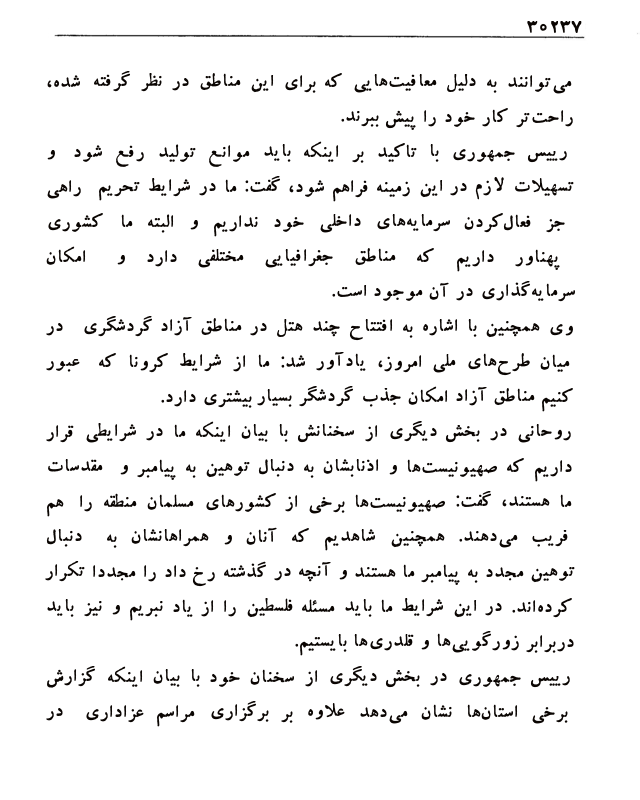 ۳۰۲۳۷
می‌توانند به دلیل معافیت‌هایی که برای این مناطق در نظر گرفته شده،
راحت‌تر کار خود را پیش ببرند.
رییس جمهوری با تاکید بر اینکه باید موانع تولید رفع شود و
تسهیلات لازم در این زمینه فراهم شود، گفت: ما در شرایط تحریم راهی
جز فعال‌کردن سرمایه‌های داخلی خود نداریم و البته ما کشوری
پهناور داریم که مناطق جغرافیایی مختلفی دارد و امکان
سرمایه‌گذاری در آن موجود است.
وی همچنین با اشاره به افتتاح چند هتل در مناطق آزاد گردشگری در
میان طرح‌های ملی امروز، یادآور شد: ما از شرایط کرونا که عبور
کنیم مناطق آزاد امکان جذب گردشگر بسیار بیشتری دارد.
روحانی در بخش دیگری از سخنانش با بیان اینکه ما در شرایطی قرار
داریم که صهیونیست‌ها و اذنابشان به دنبال توهین به پیامبر و مقدسات
ما هستند، گفت: صهیونیست‌ها برخی از کشورهای مسلمان منطقه را هم
فریب می‌دهند. همچنین شاهدیم که آنان و همراهانشان به دنبال
توهین مجدد به پیامبر ما هستند و آنچه در گذشته رخ داد را مجددا تکرار
کرده‌اند. در این شرایط ما باید مسئله فلسطین را از یاد نبریم و نیز باید
دربرابر زورگویی‌ها و قلدری‌ها بایستیم.
رییس جمهوری در بخش دیگری از سخنان خود با بیان اینکه گزارش
برخی استان‌ها نشان می‌دهد علاوه بر برگزاری مراسم عزاداری در